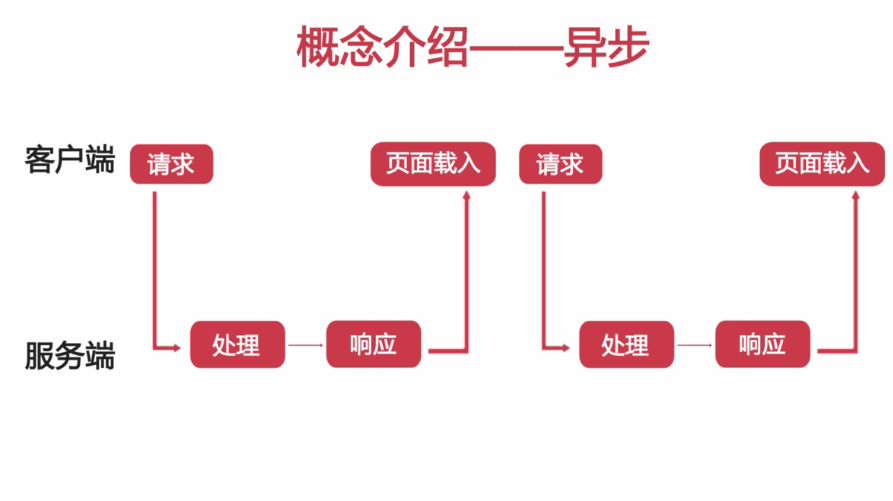 概念介绍——异步
客户端 请求 页面载入 请求 页面载入
服务端 处理 响应 处理 响应